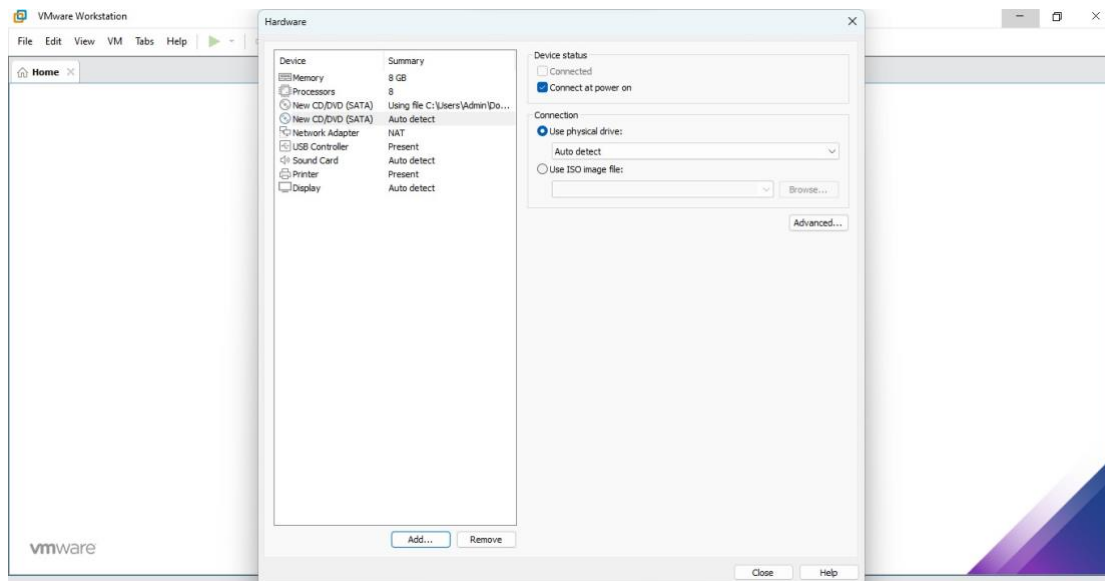 VMware Workstation
File Edit View VM Tabs Help
Home
Hardware
Device Summary
Memory 8 GB
Processors 8
New CD/DVD (SATA) Using file C:\Users\Admin\Do...
New CD/DVD (SATA) Auto detect
Network Adapter NAT
USB Controller Present
Sound Card Auto detect
Printer Present
Display Auto detect
Add... Remove
Device status
Connected
Connect at power on
Connection
Use physical drive:
Auto detect
Use ISO image file:
Browse...
Advanced...
Close Help
vmware